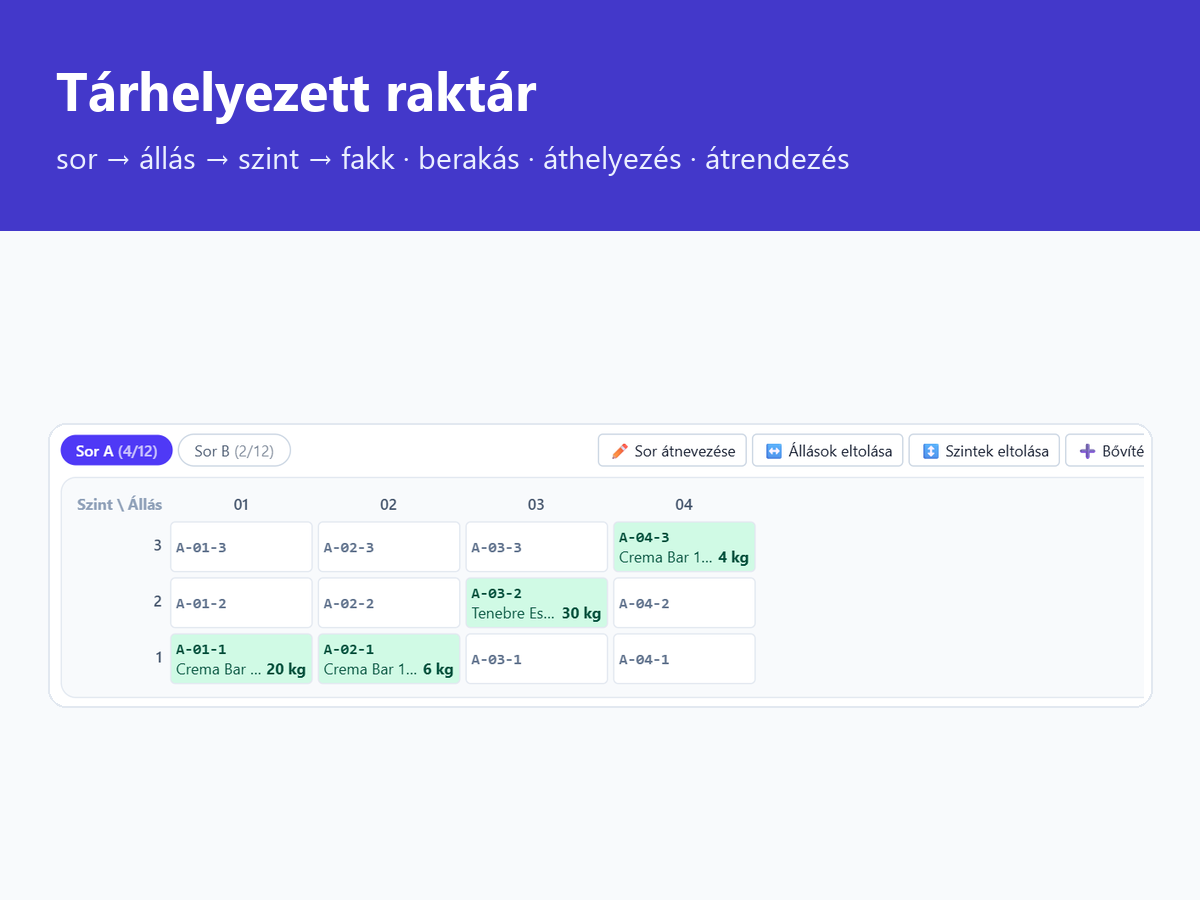 Tárhelyezett raktár
sor → állás → szint → fakk · berakás · áthelyezés · átrendezés
Sor A (4/12) Sor B (2/12) Sor átnevezése Állások eltolása Szintek eltolása Bővíté
Szint \ Állás 01 02 03 04
3 A-01-3 A-02-3 A-03-3 A-04-3
Crema Bar 1... 4 kg
2 A-01-2 A-02-2 A-03-2 A-04-2
Tenebre Es... 30 kg
1 A-01-1 A-02-1 A-03-1 A-04-1
Crema Bar ... 20 kg Crema Bar 1... 6 kg